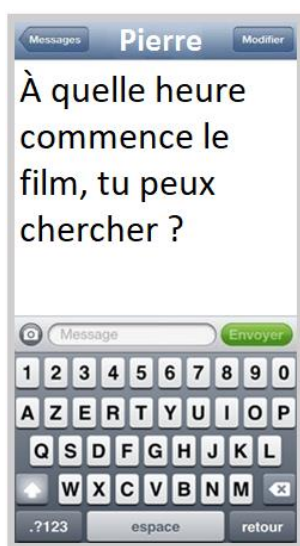 Messages Pierre Modifier
À quelle heure
commence le
film, tu peux
chercher ?
Message Envoyer
1 2 3 4 5 6 7 8 9 0
A Z E R T Y U I O P
Q S D F G H J K L
W X C V B N M
.?123 espace retour